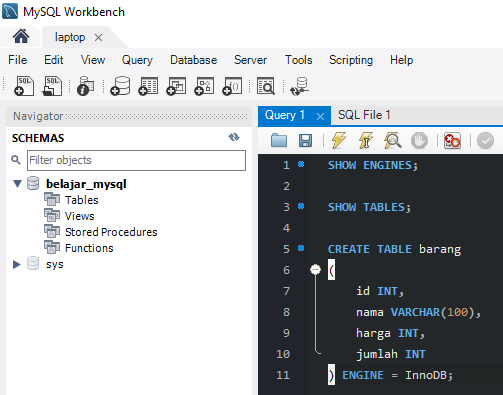 MySQL Workbench
laptop
File Edit View Query Database Server Tools Scripting Help
SQL SQL
Navigator
SCHEMAS
Filter objects
belajar_mysql
Tables
Views
Stored Procedures
Functions
sys
Query 1 SQL File 1
1 SHOW ENGINES;
2
3 SHOW TABLES;
4
5 CREATE TABLE barang
6 (
7 id INT,
8 nama VARCHAR(100),
9 harga INT,
10 jumlah INT
11 ) ENGINE = InnoDB;